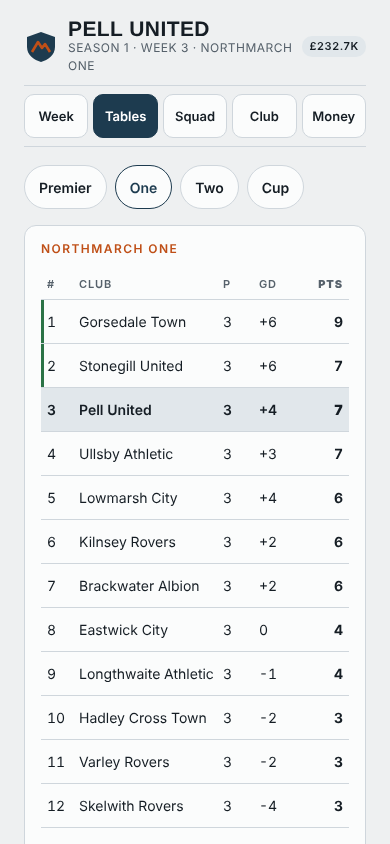 PELL UNITED
SEASON 1 · WEEK 3 · NORTHMARCH
ONE
£232.7K
Week Tables Squad Club Money
Premier One Two Cup
NORTHMARCH ONE
# CLUB P GD PTS
1 Gorsedale Town 3 +6 9
2 Stonegill United 3 +6 7
3 Pell United 3 +4 7
4 Ullsby Athletic 3 +3 7
5 Lowmarsh City 3 +4 6
6 Kilnsey Rovers 3 +2 6
7 Brackwater Albion 3 +2 6
8 Eastwick City 3 0 4
9 Longthwaite Athletic 3 -1 4
10 Hadley Cross Town 3 -2 3
11 Varley Rovers 3 -2 3
12 Skelwith Rovers 3 -4 3